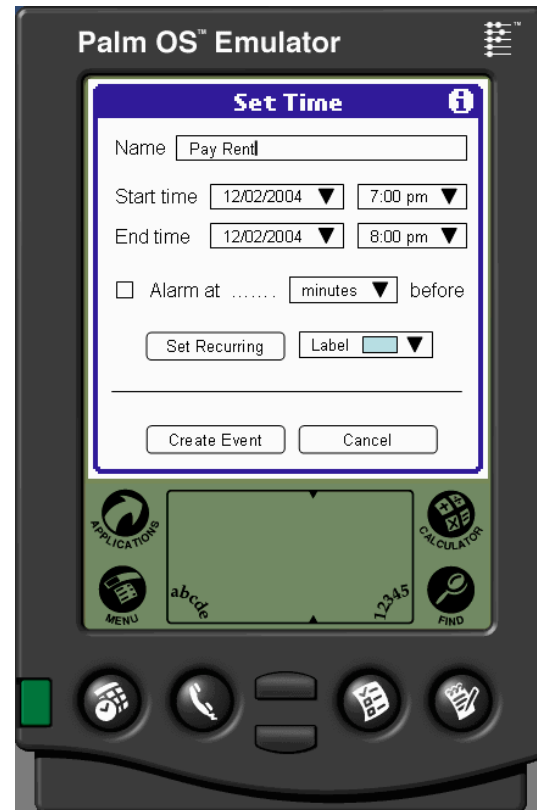 Palm OS™ Emulator ™
Set Time i
Name Pay Rent
Start time 12/02/2004 7:00 pm
End time 12/02/2004 8:00 pm
Alarm at ....... minutes before
Set Recurring Label
Create Event Cancel
APPLICATIONS CALCULATOR
abcde 12345
MENU FIND